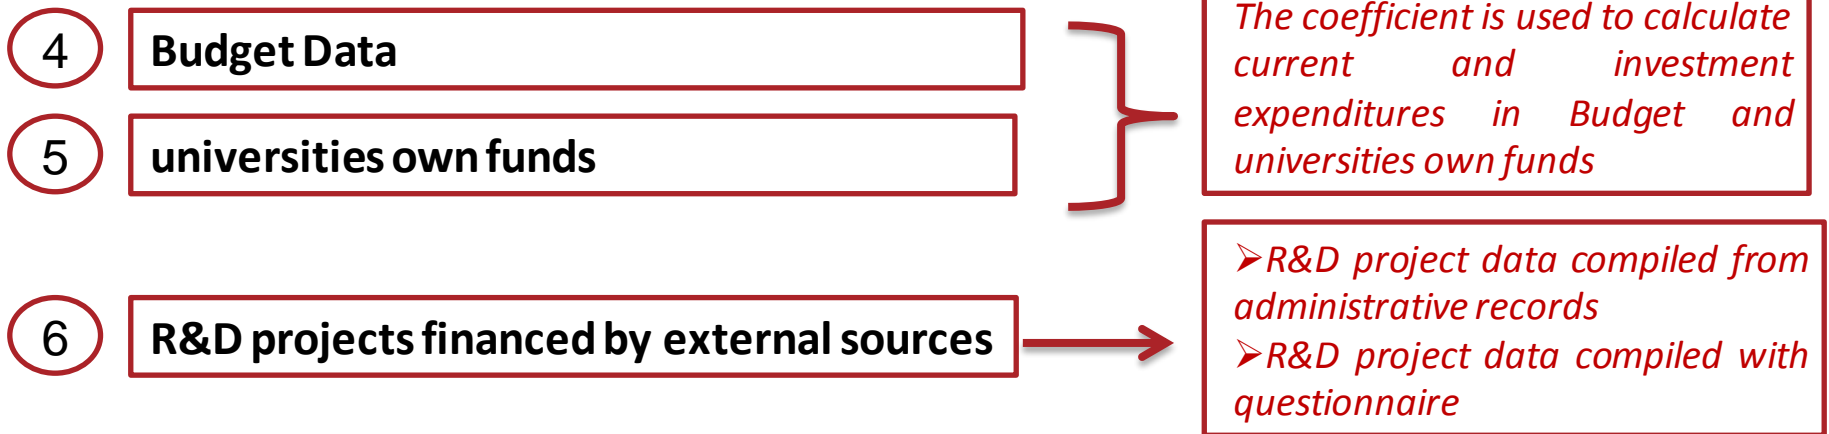 4
Budget Data
5
universities own funds
The coefficient is used to calculate
current and investment
expenditures in Budget and
universities own funds
6
R&D projects financed by external sources
➢R&D project data compiled from
administrative records
➢R&D project data compiled with
questionnaire